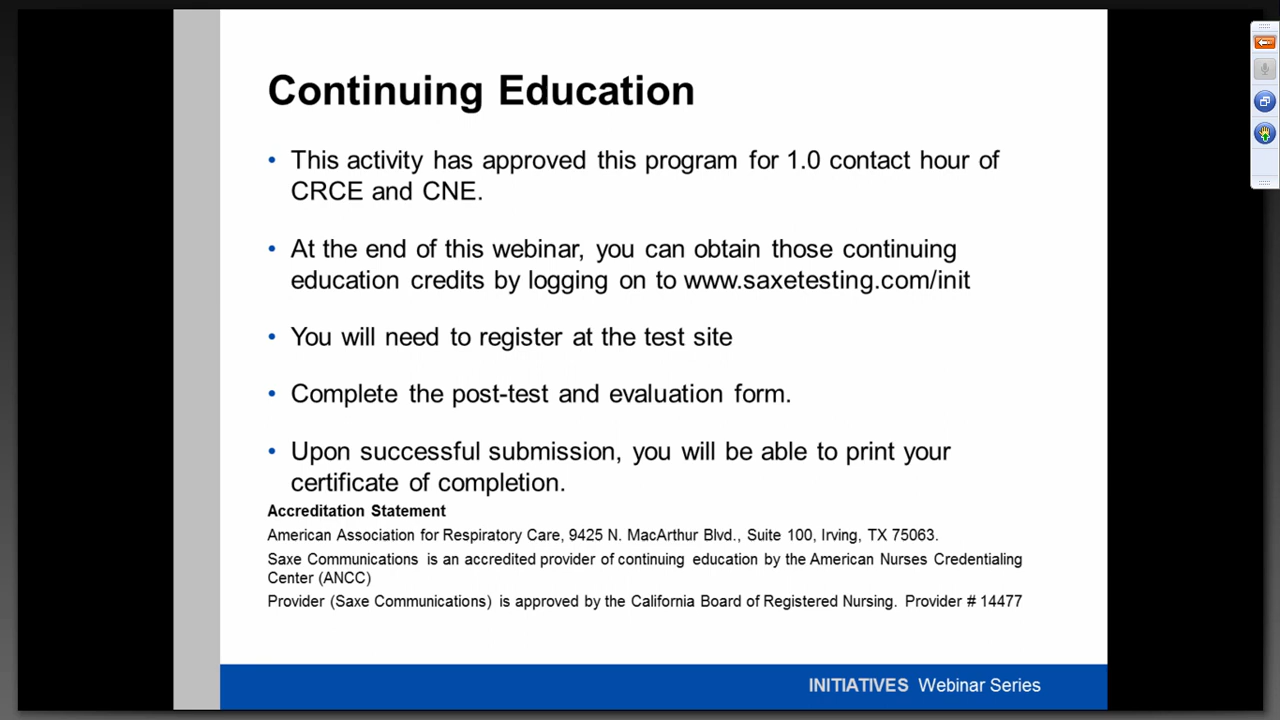 Continuing Education
• This activity has approved this program for 1.0 contact hour of
CRCE and CNE.
• At the end of this webinar, you can obtain those continuing
education credits by logging on to www.saxetesting.com/init
• You will need to register at the test site
• Complete the post-test and evaluation form.
• Upon successful submission, you will be able to print your
certificate of completion.
Accreditation Statement
American Association for Respiratory Care, 9425 N. MacArthur Blvd., Suite 100, Irving, TX 75063.
Saxe Communications is an accredited provider of continuing education by the American Nurses Credentialing
Center (ANCC)
Provider (Saxe Communications) is approved by the California Board of Registered Nursing. Provider # 14477
INITIATIVES Webinar Series